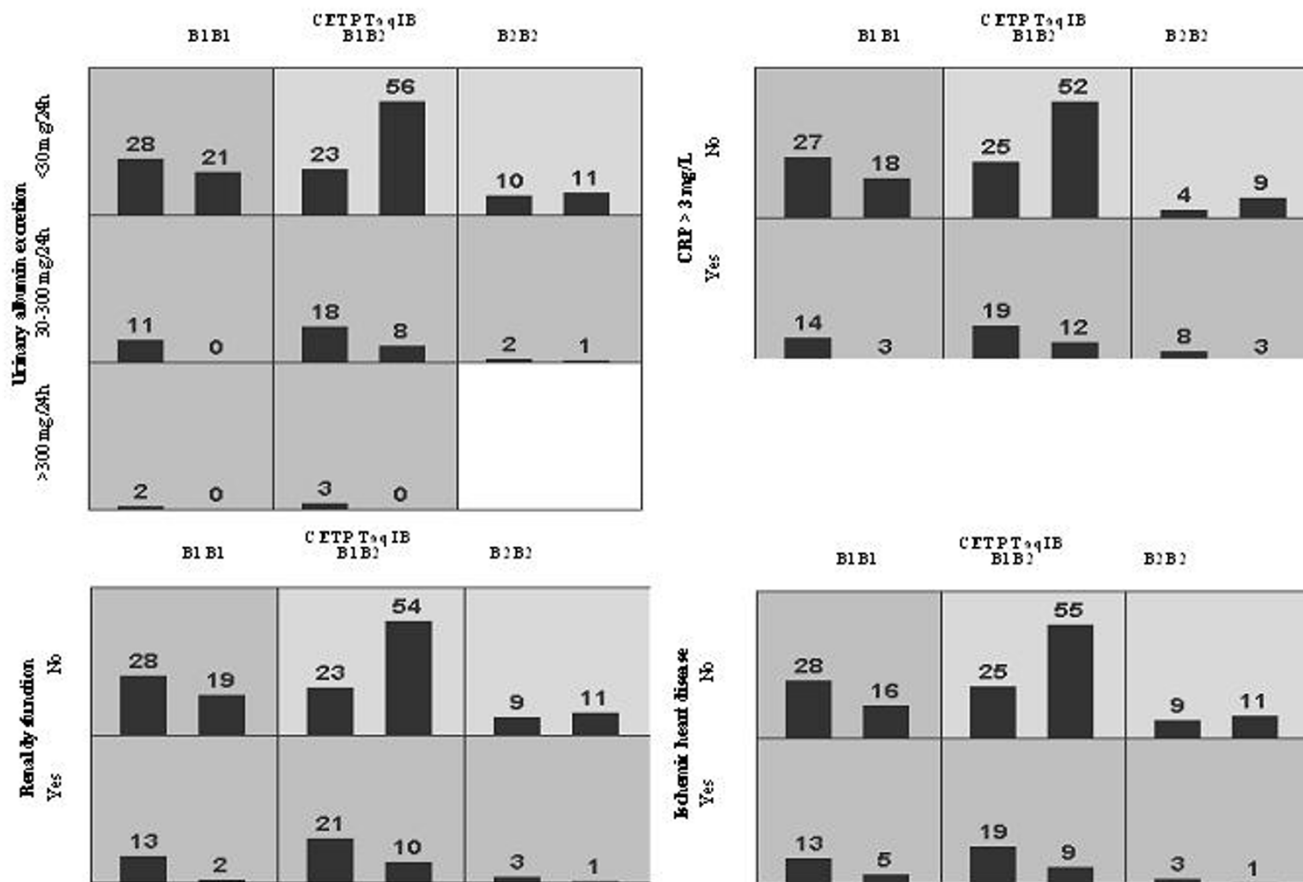 CETP TaqIB
B1B1 B1B2 B2B2
Urinary albumin excretion
<30mg/24h
28 21 23 56 10 11
30-300 mg/24h
11 0 18 8 2 1
>300 mg/24h
2 0 3 0
CETP TaqIB
B1B1 B1B2 B2B2
CRP > 3 mg/L
No
27 18 25 52 4 9
Yes
14 3 19 12 8 3
CETP TaqIB
B1B1 B1B2 B2B2
Renal dysfunction
No
28 19 23 54 9 11
Yes
13 2 21 10 3 1
CETP TaqIB
B1B1 B1B2 B2B2
Ischemic heart disease
No
28 16 25 55 9 11
Yes
13 5 19 9 3 1